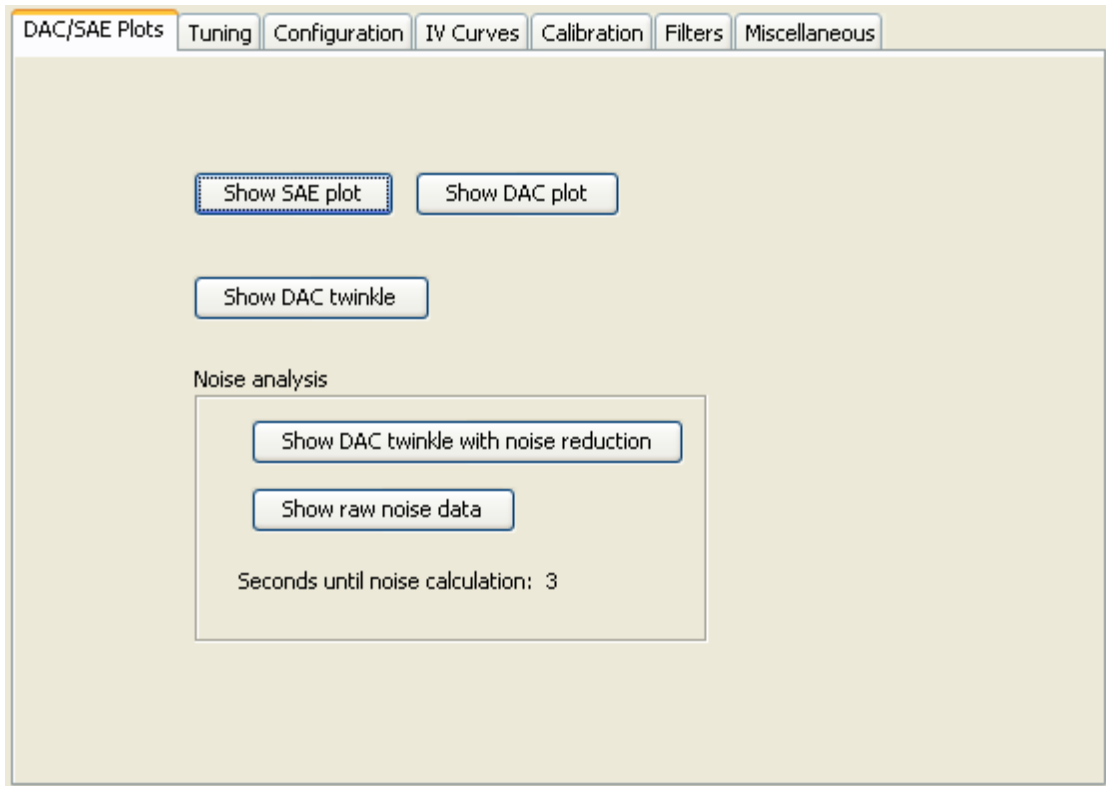 DAC/SAE Plots Tuning Configuration IV Curves Calibration Filters Miscellaneous
Show SAE plot Show DAC plot
Show DAC twinkle
Noise analysis
Show DAC twinkle with noise reduction
Show raw noise data
Seconds until noise calculation: 3